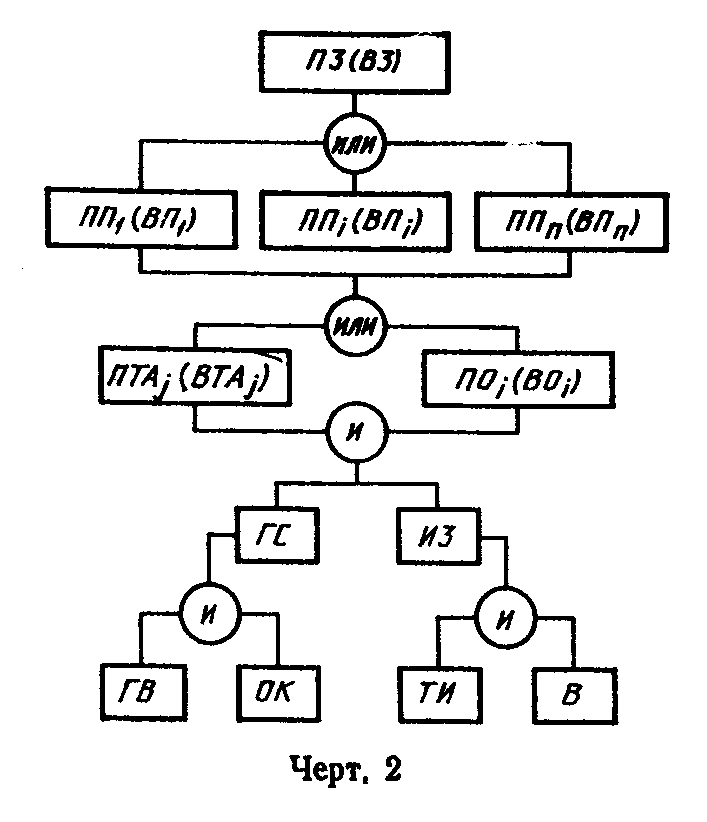 ПЗ(ВЗ)
ИЛИ
ПП₁(ВП₁) ППᵢ(ВПᵢ) ППₙ(ВПₙ)
ИЛИ
ПТАⱼ(ВТАⱼ) ПОᵢ(ВОᵢ)
И
ГС ИЗ
И И
ГВ ОК ТИ В
Черт. 2